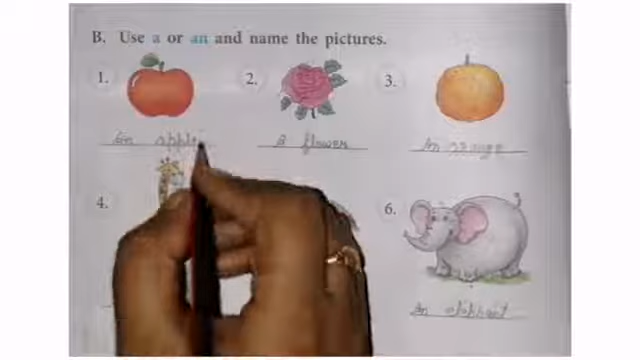 B. Use a or an and name the pictures.
1. 2. 3.
An apple A flower An orange
4. 6.
An elephant